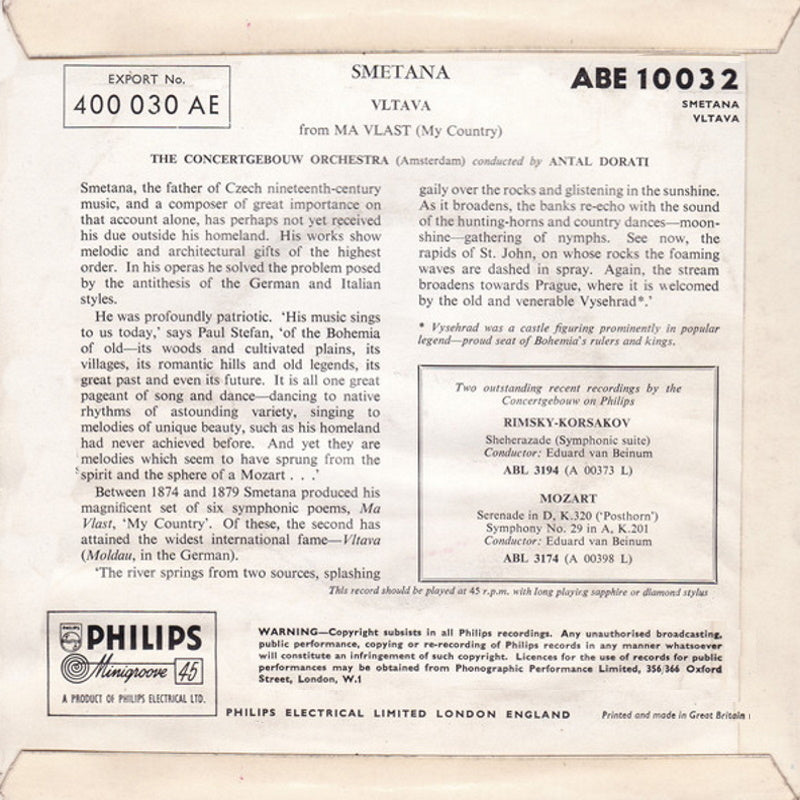 EXPORT No.
400 030 AE
SMETANA
VLTAVA
from MA VLAST (My Country)
ABE 10032
SMETANA
VLTAVA
THE CONCERTGEBOUW ORCHESTRA (Amsterdam) conducted by ANTAL DORATI
Smetana, the father of Czech nineteenth-century
music, and a composer of great importance on
that account alone, has perhaps not yet received
his due outside his homeland. His works show
melodic and architectural gifts of the highest
order. In his operas he solved the problem posed
by the antithesis of the German and Italian
styles.
He was profoundly patriotic. 'His music sings
to us today,' says Paul Stefan, 'of the Bohemia
of old—its woods and cultivated plains, its
villages, its romantic hills and old legends, its
great past and even its future. It is all one great
pageant of song and dance—dancing to native
rhythms of astounding variety, singing to
melodies of unique beauty, such as his homeland
had never achieved before. And yet they are
melodies which seem to have sprung from the
spirit and the sphere of a Mozart . . .'
Between 1874 and 1879 Smetana produced his
magnificent set of six symphonic poems, Ma
Vlast, 'My Country'. Of these, the second has
attained the widest international fame—Vltava
(Moldau, in the German).
'The river springs from two sources, splashing
gaily over the rocks and glistening in the sunshine.
As it broadens, the banks re-echo with the sound
of the hunting-horns and country dances—moon-
shine—gathering of nymphs. See now, the
rapids of St. John, on whose rocks the foaming
waves are dashed in spray. Again, the stream
broadens towards Prague, where it is welcomed
by the old and venerable Vysehrad*.'
* Vysehrad was a castle figuring prominently in popular
legend—proud seat of Bohemia's rulers and kings.
Two outstanding recent recordings by the
Concertgebouw on Philips
RIMSKY-KORSAKOV
Sheherazade (Symphonic suite)
Conductor: Eduard van Beinum
ABL 3194 (A 00373 L)
MOZART
Serenade in D, K.320 ('Posthorn')
Symphony No. 29 in A, K.201
Conductor: Eduard van Beinum
ABL 3174 (A 00398 L)
This record should be played at 45 r.p.m. with long playing sapphire or diamond stylus
PHILIPS
PHILIPS
Minigroove 45
A PRODUCT OF PHILIPS ELECTRICAL LTD.
WARNING—Copyright subsists in all Philips recordings. Any unauthorised broadcasting,
public performance, copying or re-recording of Philips records in any manner whatsoever
will constitute an infringement of such copyright. Licences for the use of records for public
performances may be obtained from Phonographic Performance Limited, 356/366 Oxford
Street, London, W.1
PHILIPS ELECTRICAL LIMITED LONDON ENGLAND
Printed and made in Great Britain